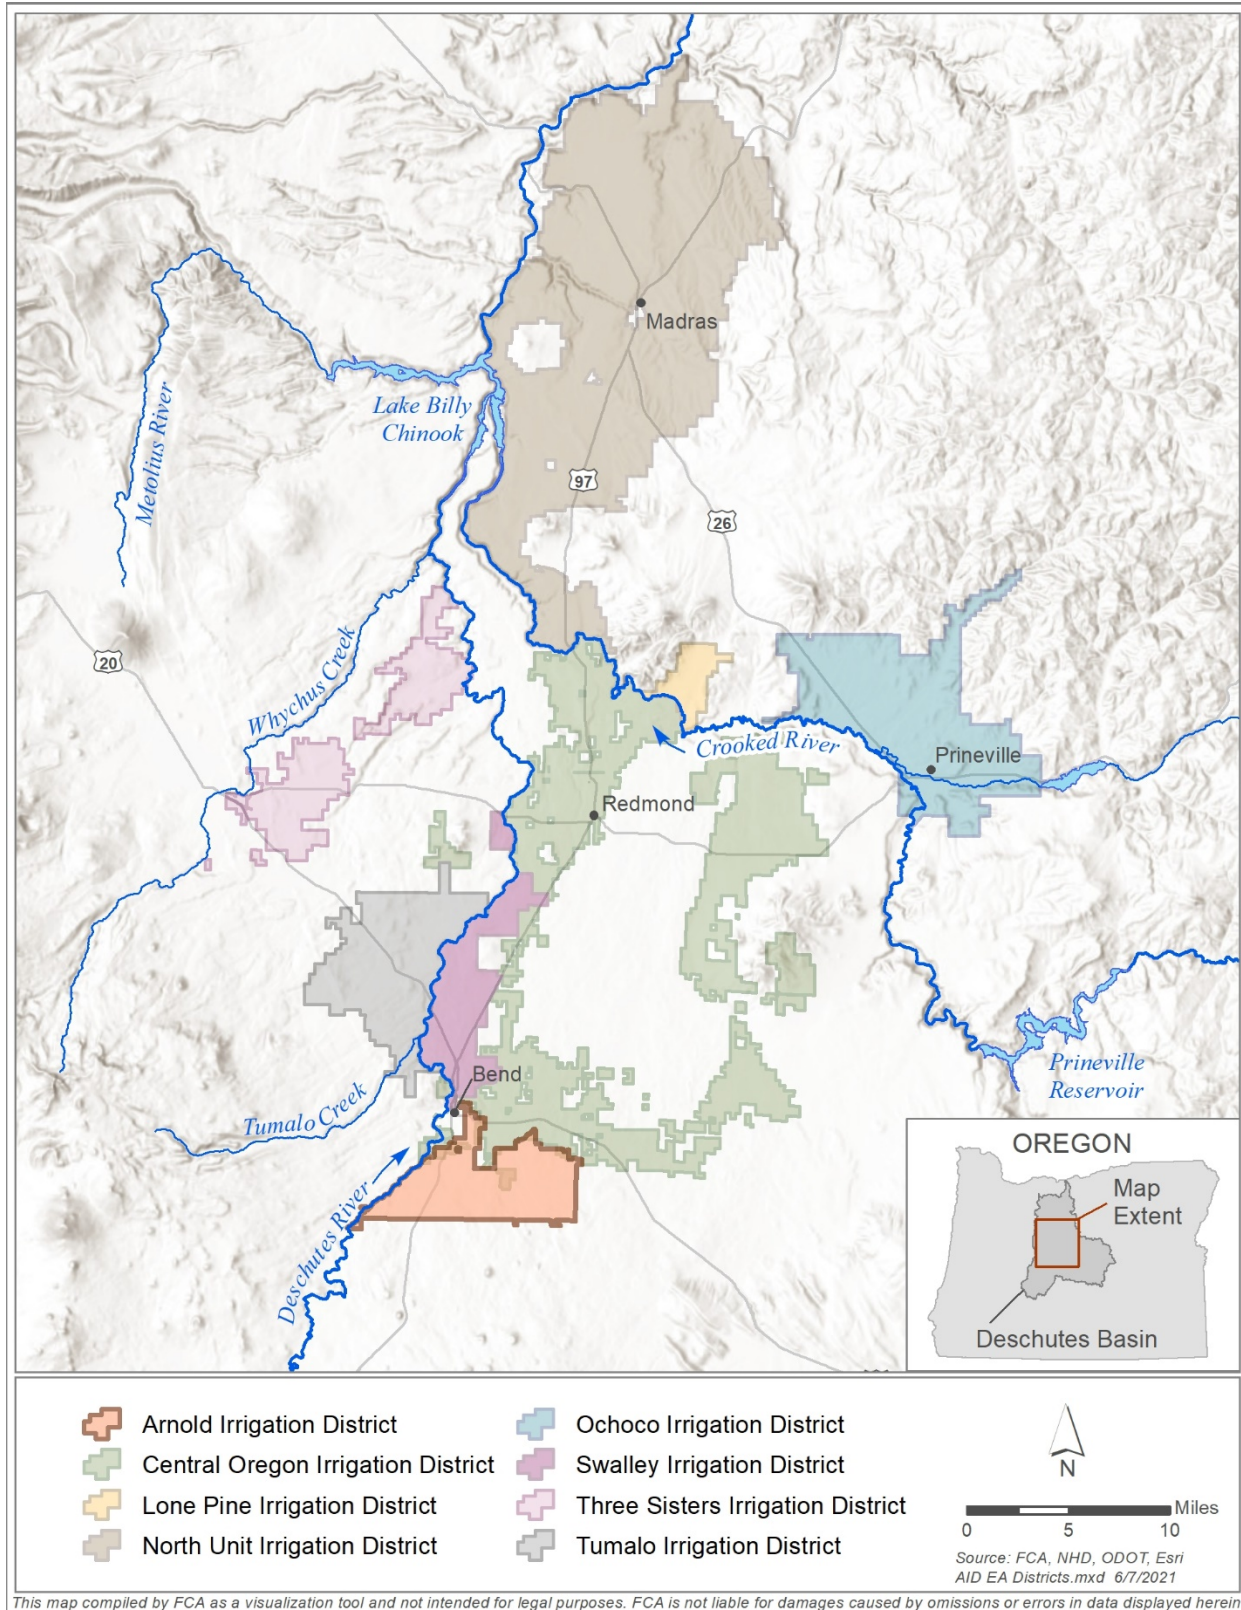 Madras
Lake Billy
Chinook
Metolius River
97
26
20
Whychus Creek
Crooked River
Prineville
Redmond
Prineville
Reservoir
Bend
Tumalo Creek
Deschutes River
OREGON
Map
Extent
Deschutes Basin
Arnold Irrigation District
Central Oregon Irrigation District
Lone Pine Irrigation District
North Unit Irrigation District
Ochoco Irrigation District
Swalley Irrigation District
Three Sisters Irrigation District
Tumalo Irrigation District
N
Miles
0 5 10
Source: FCA, NHD, ODOT, Esri
AID EA Districts.mxd 6/7/2021
This map compiled by FCA as a visualization tool and not intended for legal purposes. FCA is not liable for damages caused by omissions or errors in data displayed herein